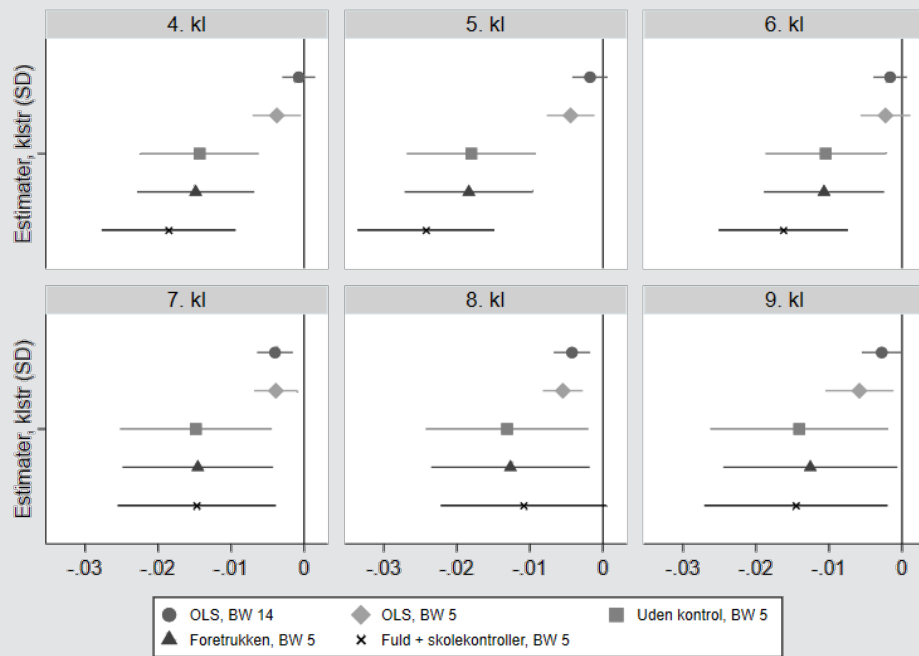 4. kl
5. kl
6. kl
Estimater, klstr (SD)
7. kl
8. kl
9. kl
Estimater, klstr (SD)
-.03 -.02 -.01 0
-.03 -.02 -.01 0
-.03 -.02 -.01 0
OLS, BW 14 OLS, BW 5 Uden kontrol, BW 5
Foretrukken, BW 5 Fuld + skolekontroller, BW 5